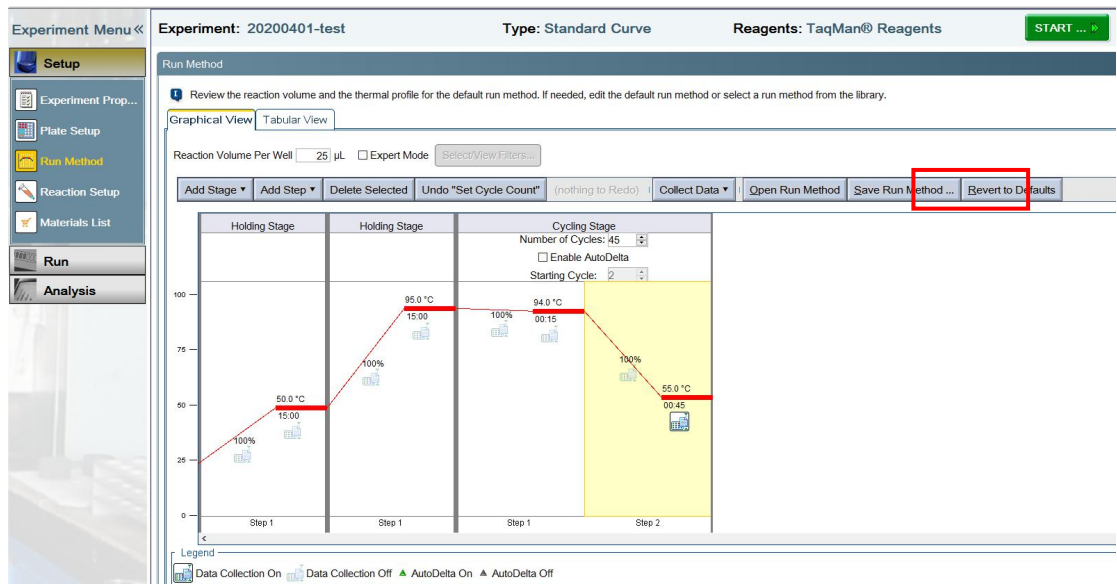 Experiment Menu«
Experiment: 20200401-test Type: Standard Curve Reagents: TaqMan® Reagents START ...
Setup
Experiment Prop...
Plate Setup
Run Method
Reaction Setup
Materials List
Run
Analysis
Run Method
Review the reaction volume and the thermal profile for the default run method. If needed, edit the default run method or select a run method from the library.
Graphical View Tabular View
Reaction Volume Per Well 25 µL Expert Mode Select/View Filters...
Add Stage Add Step Delete Selected Undo "Set Cycle Count" (nothing to Redo) Collect Data Open Run Method Save Run Method ... Revert to Defaults
Holding Stage Holding Stage Cycling Stage
Number of Cycles: 45
Enable AutoDelta
Starting Cycle: 2
100
75
50
25
0
100%
50.0 °C
15:00
100%
95.0 °C
15:00
100%
94.0 °C
00:15
100%
55.0 °C
00:45
Step 1 Step 1 Step 1 Step 2
<
Legend
Data Collection On Data Collection Off AutoDelta On AutoDelta Off